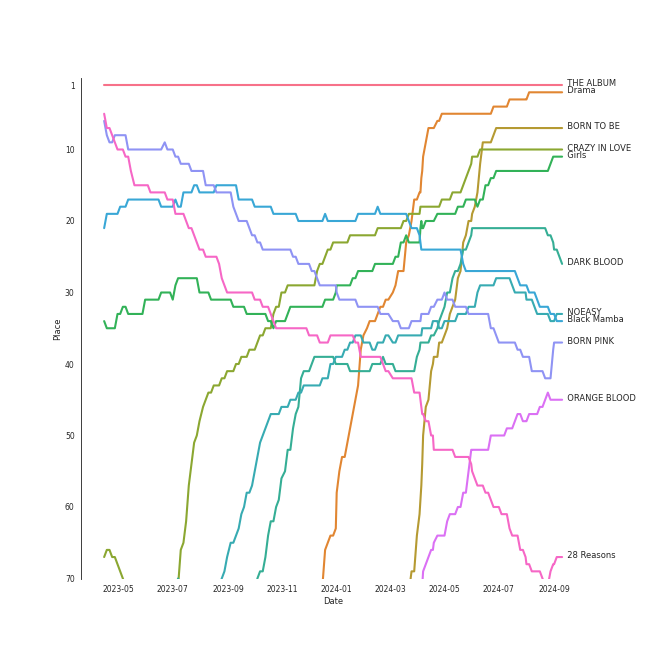 THE ALBUM
Drama
BORN TO BE
CRAZY IN LOVE
Girls
DARK BLOOD
NOEASY
Black Mamba
BORN PINK
ORANGE BLOOD
28 Reasons
1
10
20
30
40
50
60
70
Place
2023-05
2023-07
2023-09
2023-11
2024-01
2024-03
2024-05
2024-07
2024-09
Date